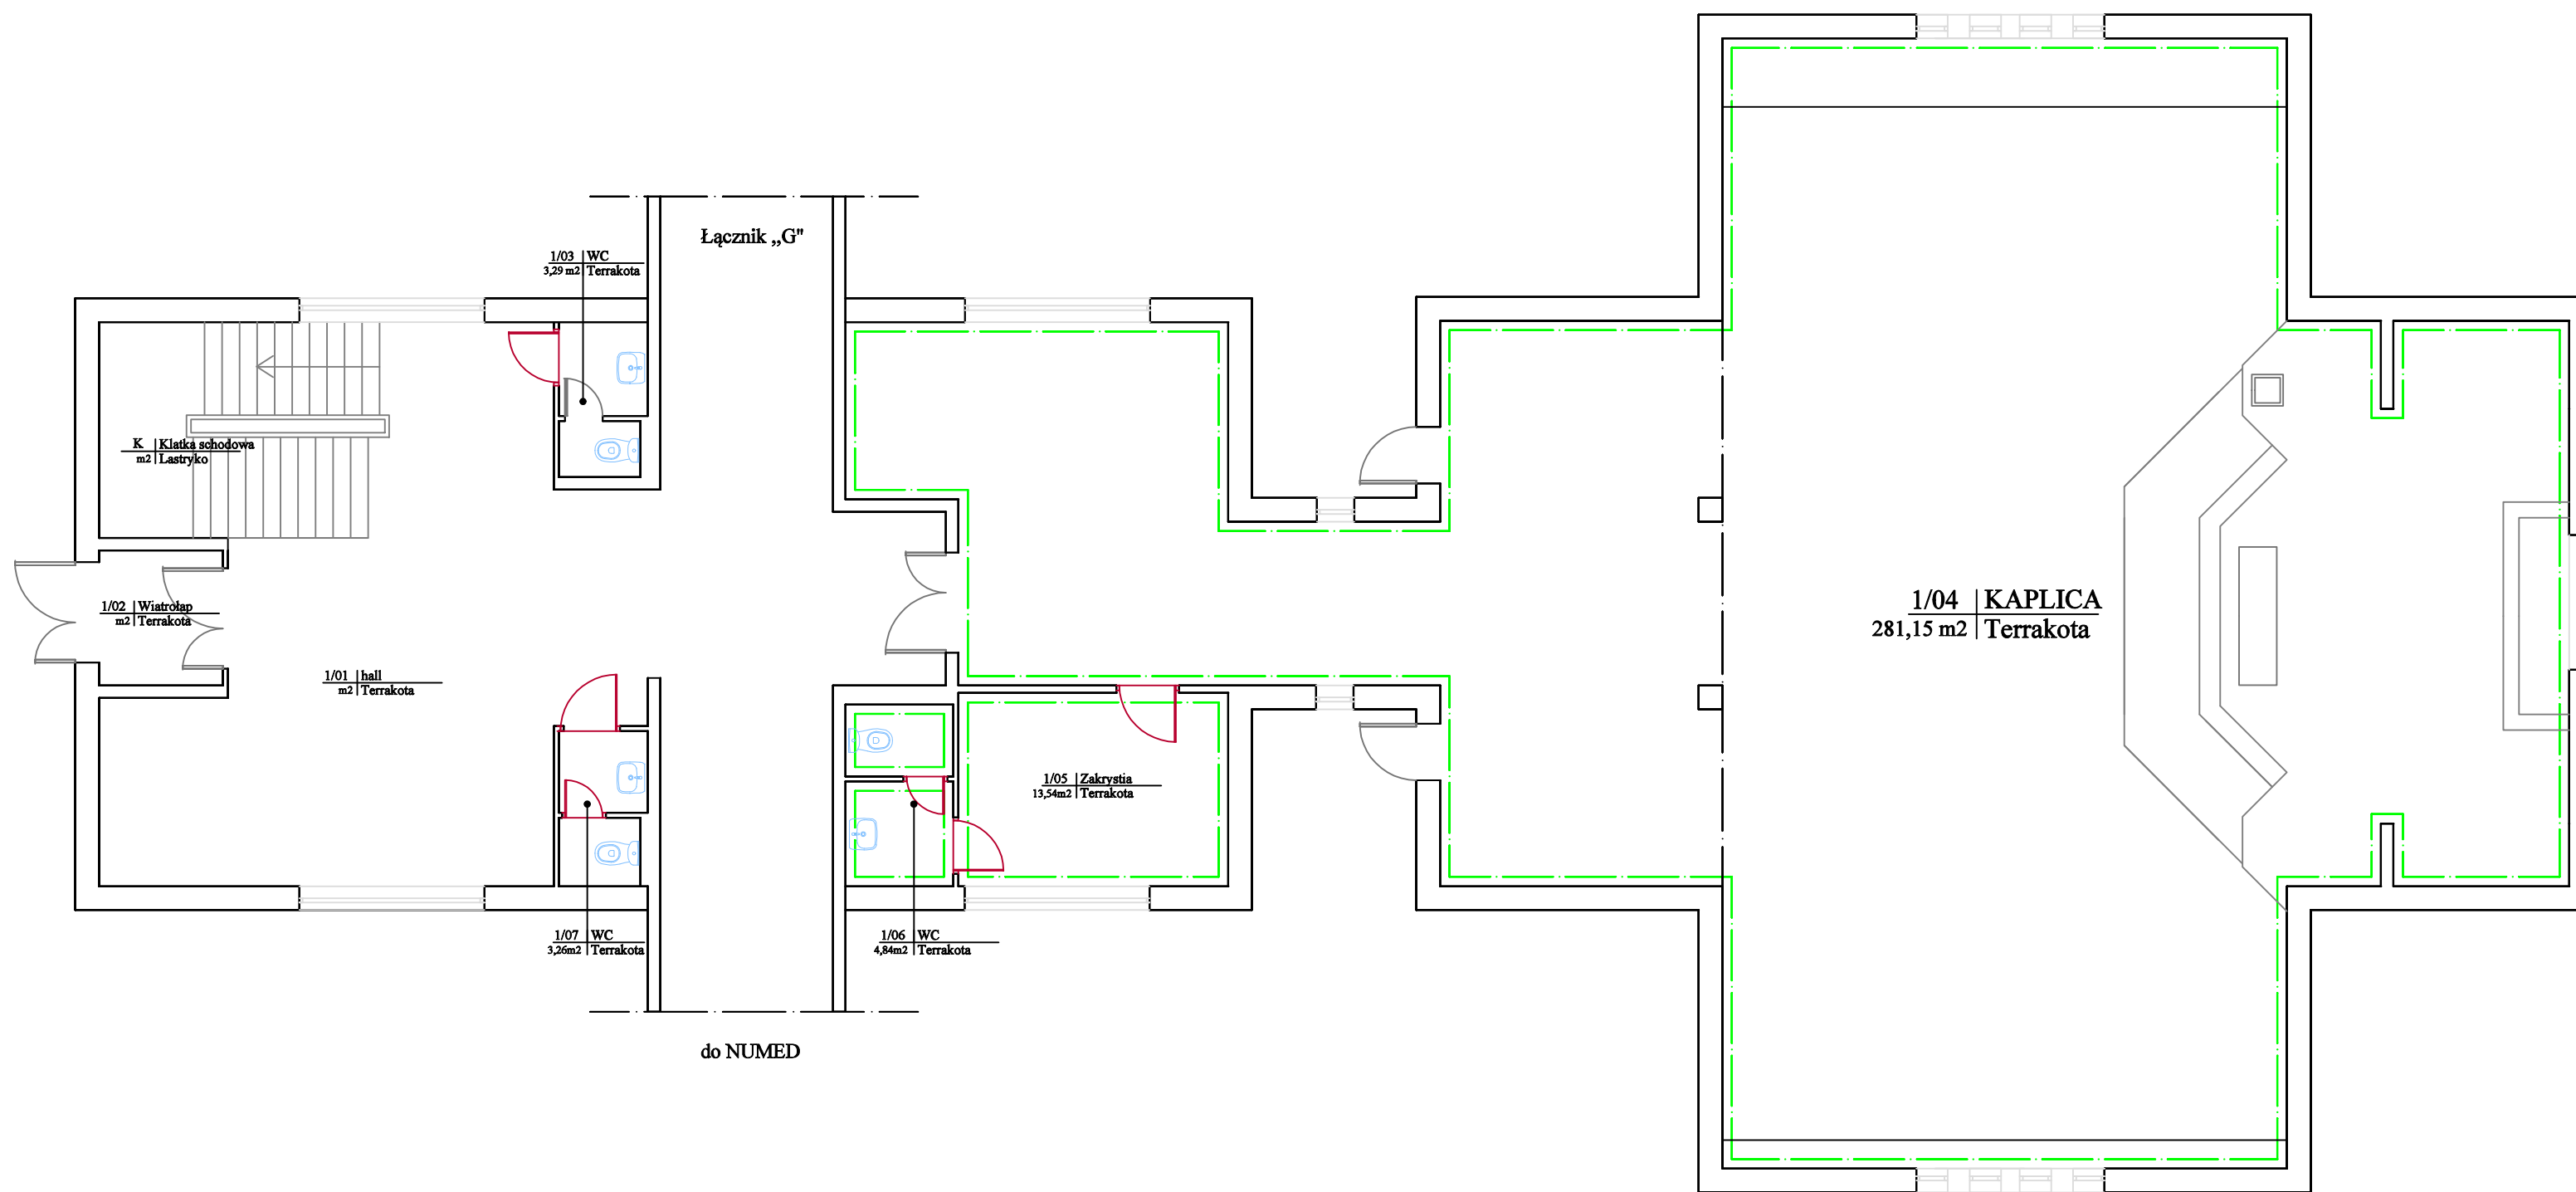 Łącznik ,,G"
1/03 WC
3,29 m2 Terrakota
K Klatka schodowa
m2 Lastryko
1/02 Wiatrołap
m2 Terrakota
1/01 hall
m2 Terrakota
1/04 KAPLICA
281,15 m2 Terrakota
1/05 Zakrystia
13,54m2 Terrakota
1/07 WC
3,26m2 Terrakota
1/06 WC
4,84m2 Terrakota
do NUMED